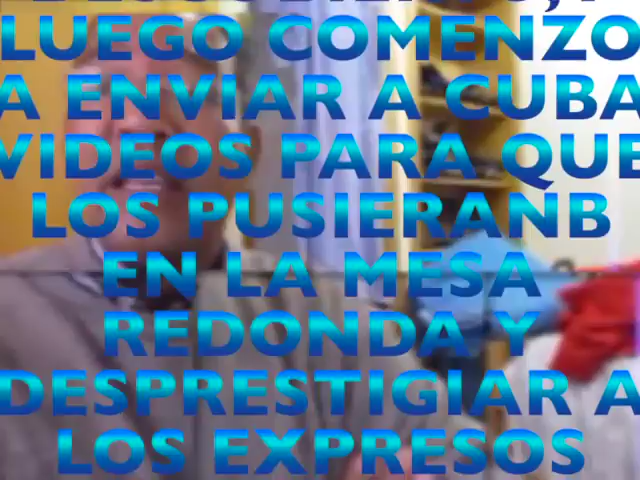 LUEGO COMENZO
A ENVIAR A CUBA
VIDEOS PARA QUE
LOS PUSIERANB
EN LA MESA
REDONDA Y
DESPRESTIGIAR A
LOS EXPRESOS